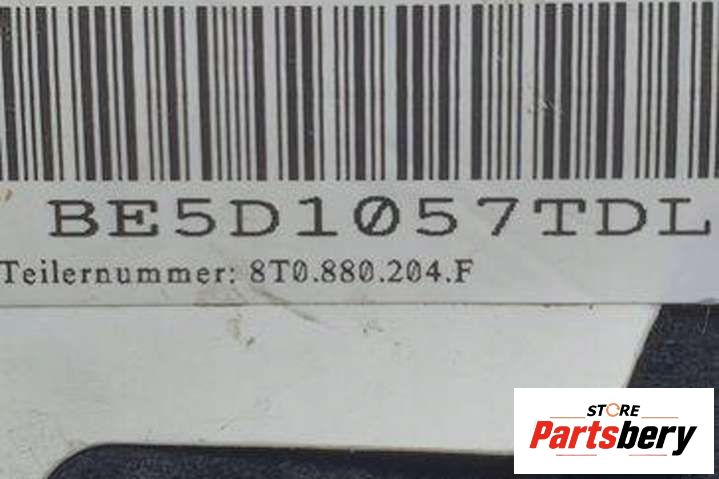 BE5D1057TDL
Teilernummer: 8T0.880.204.F
STORE
Partsbery